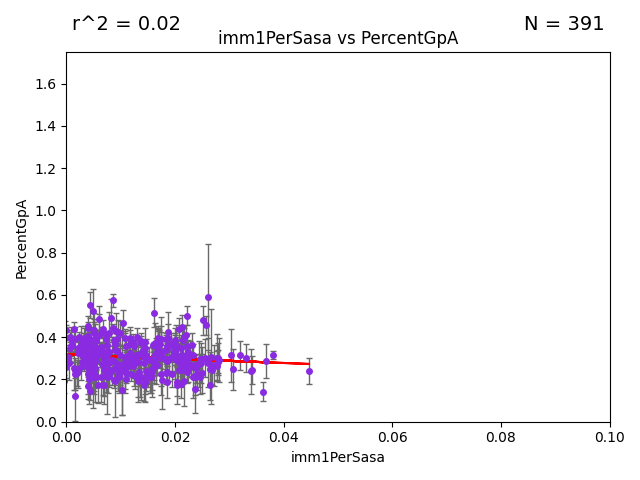 r^2 = 0.02
N = 391
imm1PerSasa vs PercentGpA
1.6
1.4
1.2
1.0
0.8
0.6
0.4
0.2
0.0
PercentGpA
0.00 0.02 0.04 0.06 0.08 0.10
imm1PerSasa